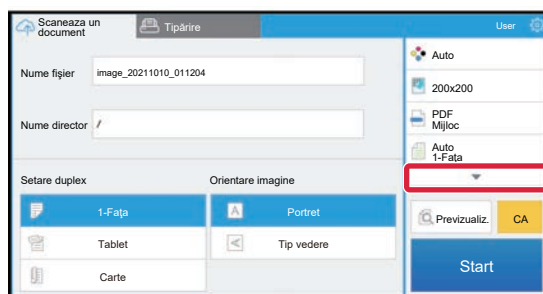 Scaneaza un
document
Tipărire
User
Nume fişier
image_20211010_011204
Nume director
/
Setare duplex
Orientare imagine
1-Faţa
Portret
Tablet
Tip vedere
Carte
Auto
200x200
PDF
Mijloc
Auto
1-Faţa
Previzualiz.
CA
Start